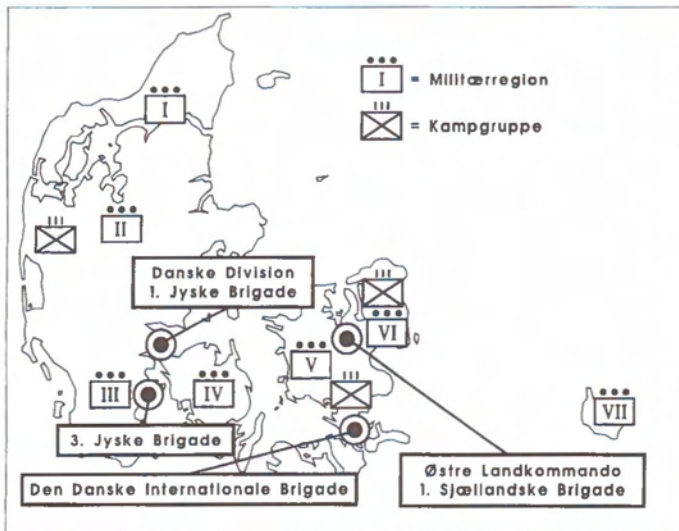 I
I = Militærregion
= Kampgruppe
II
Danske Division
1. Jyske Brigade
VI
V
III
IV
VII
3. Jyske Brigade
Østre Landkommando
1. Sjællandske Brigade
Den Danske Internationale Brigade